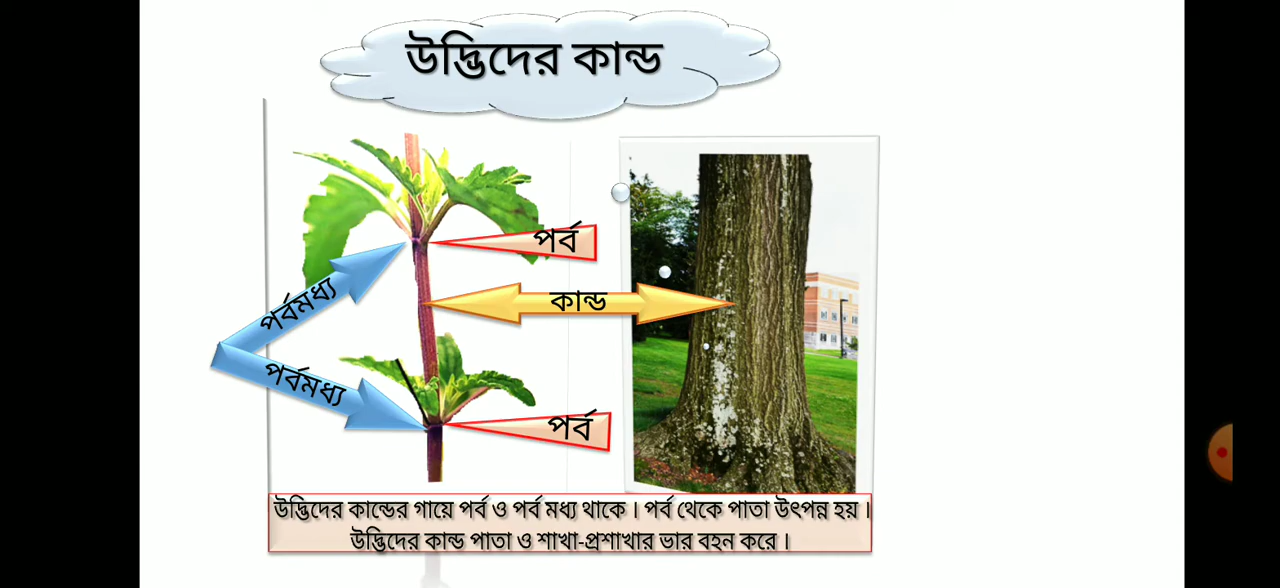 উদ্ভিদের কান্ড
পর্ব
পর্বমধ্য
কান্ড
পর্বমধ্য
পর্ব
উদ্ভিদের কান্ডের গায়ে পর্ব ও পর্ব মধ্য থাকে । পর্ব থেকে পাতা উৎপন্ন হয় ।
উদ্ভিদের কান্ড পাতা ও শাখা-প্রশাখার ভার বহন করে ।